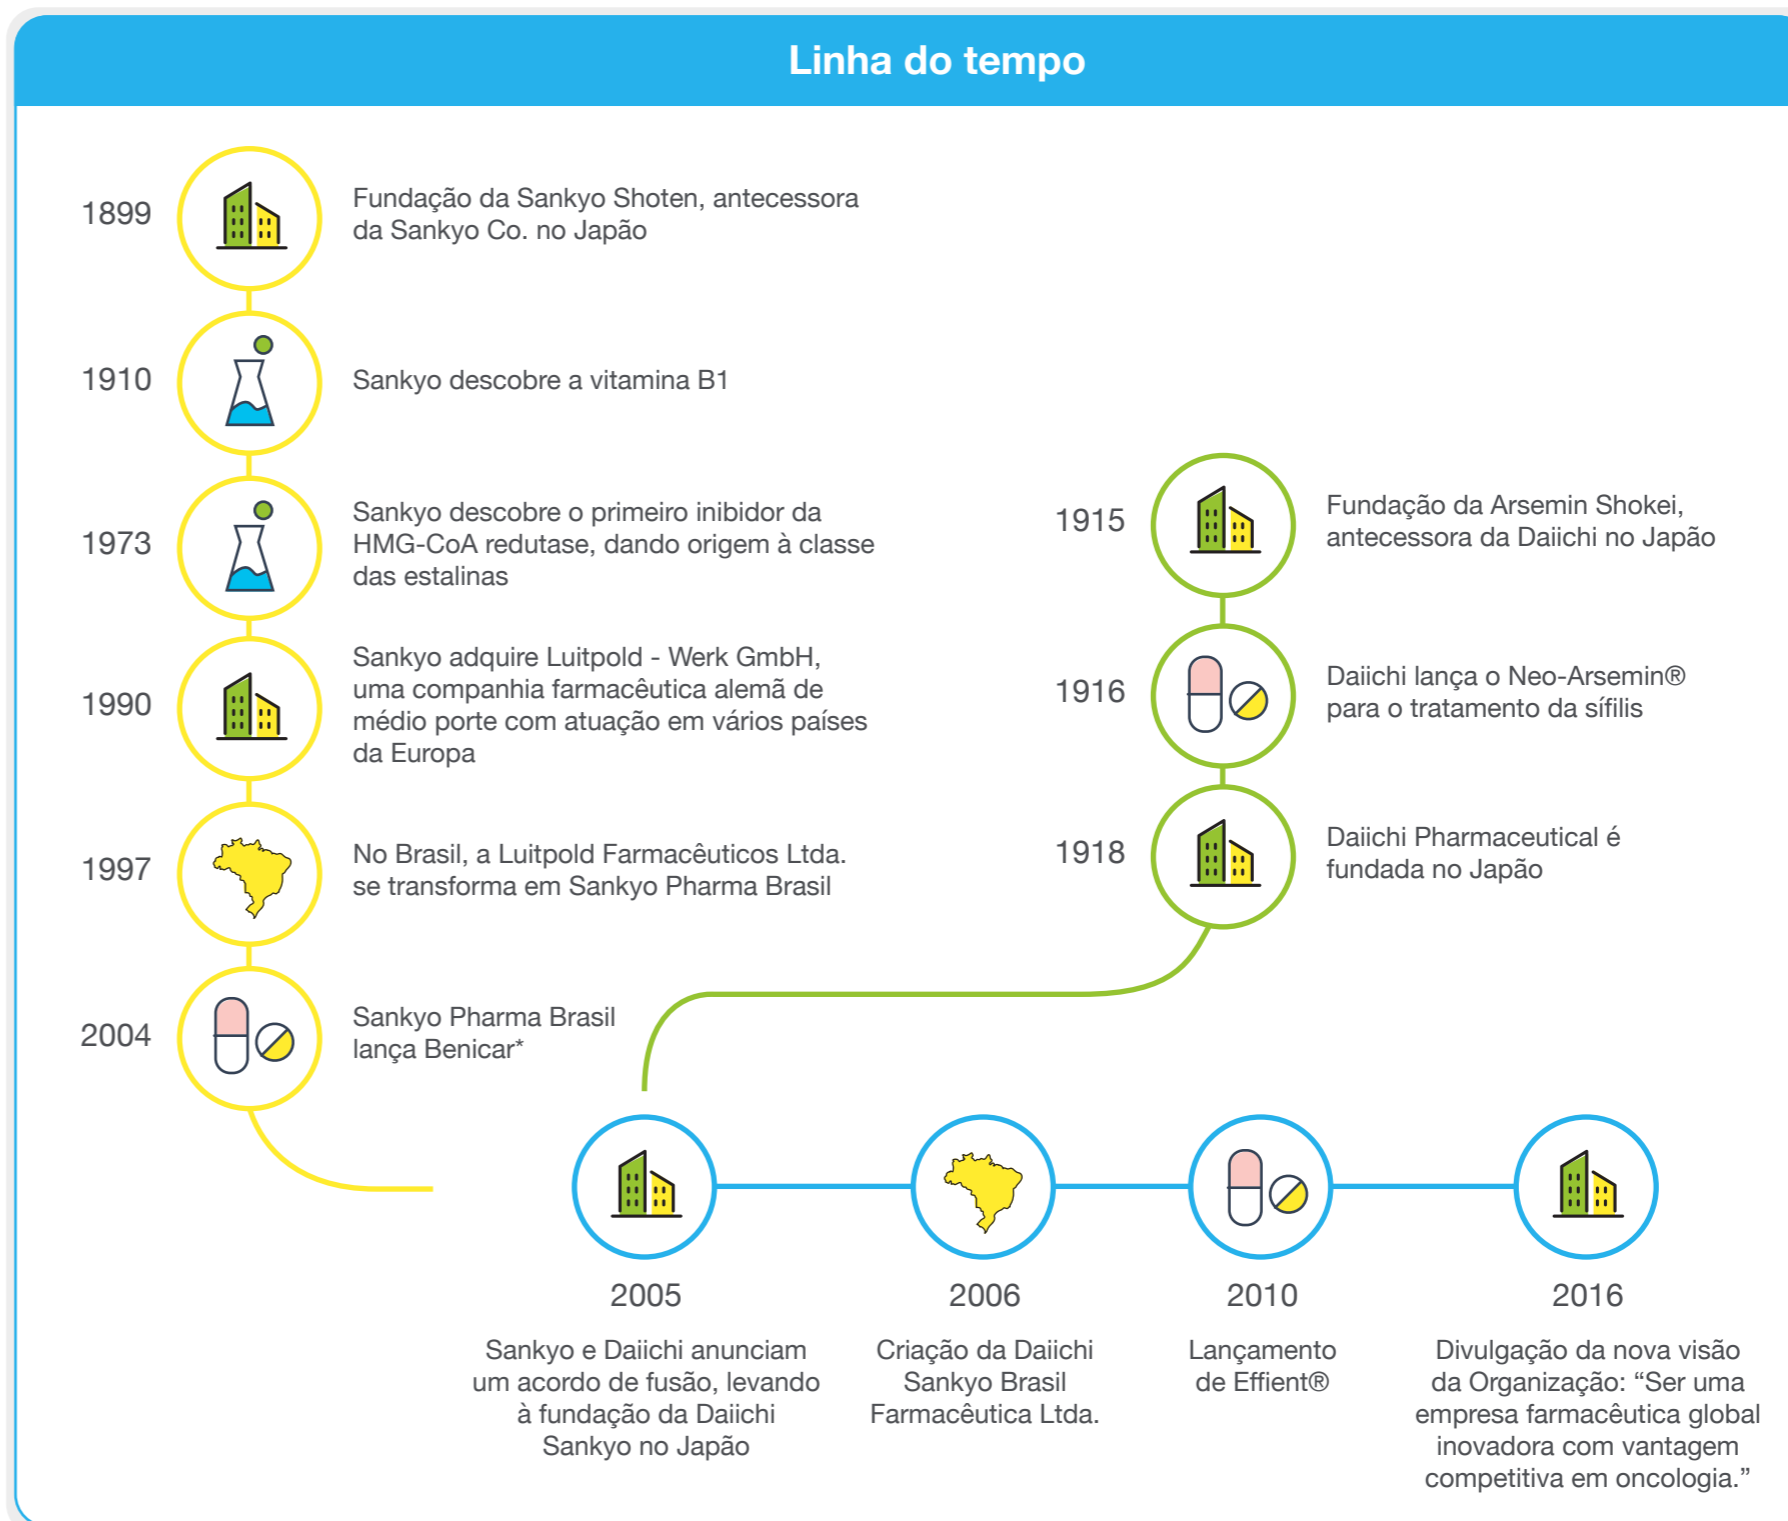 Linha do tempo
1899
Fundação da Sankyo Shoten, antecessora
da Sankyo Co. no Japão
1910
Sankyo descobre a vitamina B1
1973
Sankyo descobre o primeiro inibidor da
HMG-CoA redutase, dando origem à classe
das estalinas
1990
Sankyo adquire Luitpold - Werk GmbH,
uma companhia farmacêutica alemã de
médio porte com atuação em vários países
da Europa
1997
No Brasil, a Luitpold Farmacêuticos Ltda.
se transforma em Sankyo Pharma Brasil
2004
Sankyo Pharma Brasil
lança Benicar*
1915
Fundação da Arsemin Shokei,
antecessora da Daiichi no Japão
1916
Daiichi lança o Neo-Arsemin®
para o tratamento da sífilis
1918
Daiichi Pharmaceutical é
fundada no Japão
2005
Sankyo e Daiichi anunciam
um acordo de fusão, levando
à fundação da Daiichi
Sankyo no Japão
2006
Criação da Daiichi
Sankyo Brasil
Farmacêutica Ltda.
2010
Lançamento
de Effient®
2016
Divulgação da nova visão
da Organização: “Ser uma
empresa farmacêutica global
inovadora com vantagem
competitiva em oncologia.”